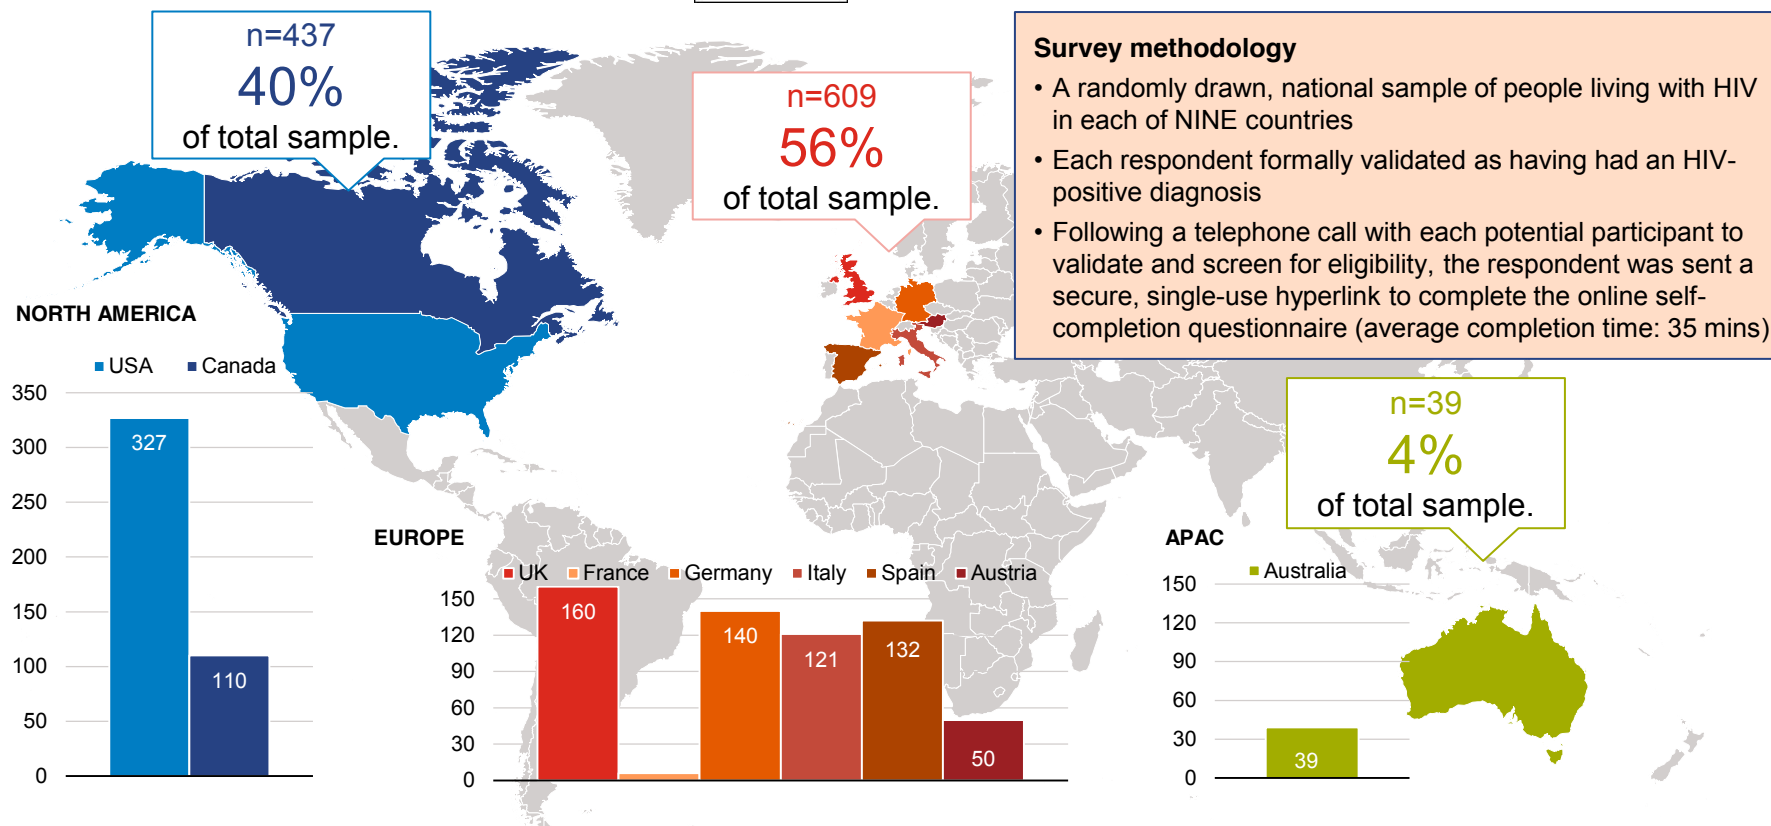 n=437
40%
of total sample.
n=609
56%
of total sample.
Survey methodology
• A randomly drawn, national sample of people living with HIV
in each of NINE countries
• Each respondent formally validated as having had an HIV-
positive diagnosis
• Following a telephone call with each potential participant to
validate and screen for eligibility, the respondent was sent a
secure, single-use hyperlink to complete the online self-
completion questionnaire (average completion time: 35 mins)
NORTH AMERICA
USA Canada
350
300
250
200
150
100
50
0
327
110
EUROPE
UK France Germany Italy Spain Austria
150
120
90
60
30
0
160
140
121
132
50
n=39
4%
of total sample.
APAC
Australia
150
120
90
60
30
0
39